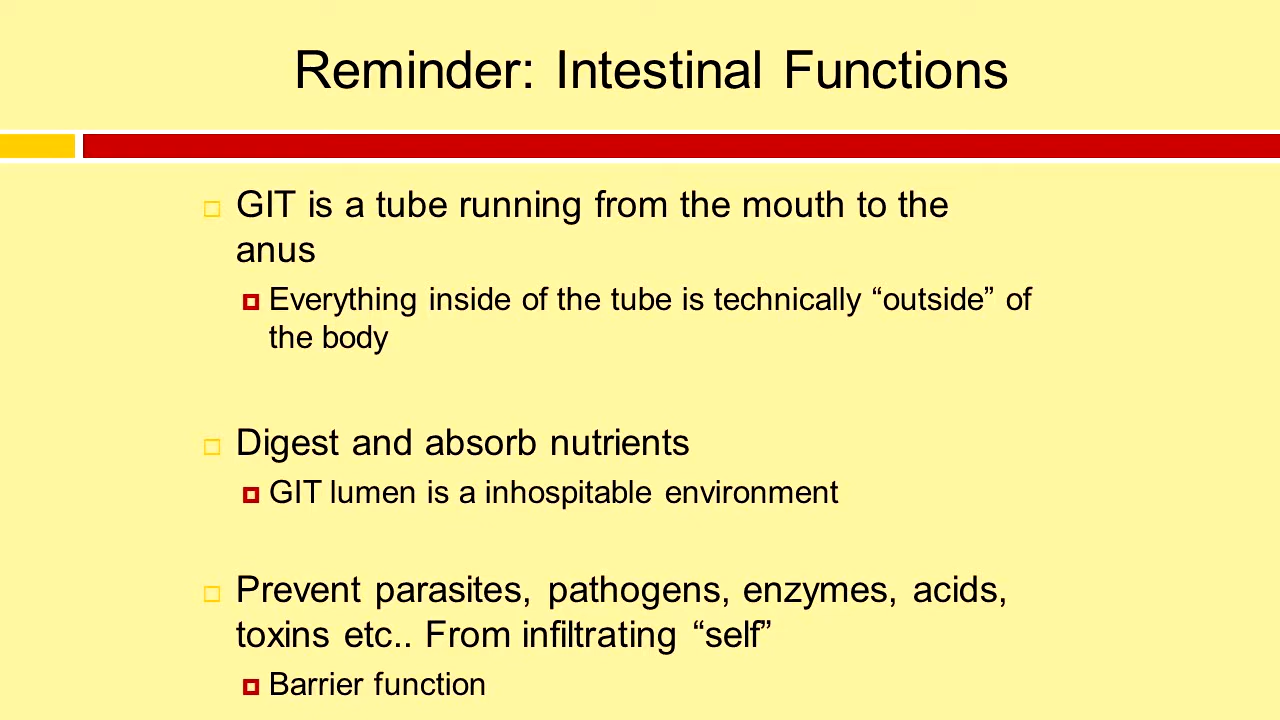 Reminder: Intestinal Functions
GIT is a tube running from the mouth to the
anus
Everything inside of the tube is technically “outside” of
the body
Digest and absorb nutrients
GIT lumen is a inhospitable environment
Prevent parasites, pathogens, enzymes, acids,
toxins etc.. From infiltrating “self”
Barrier function